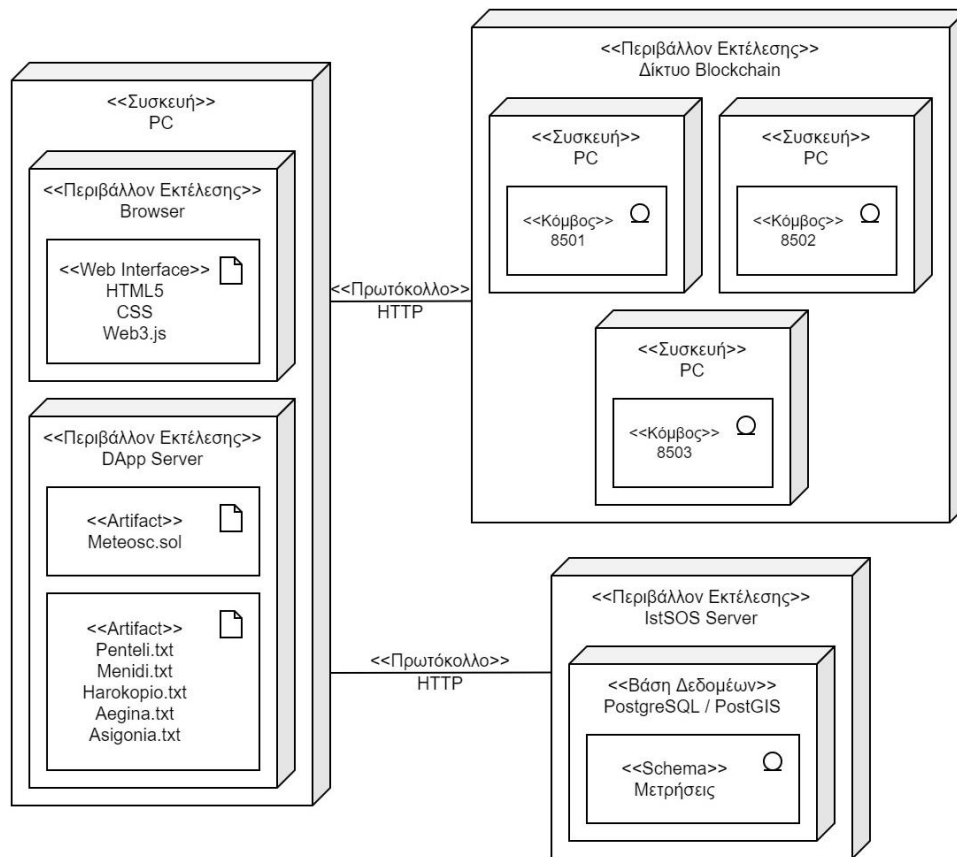 <<Συσκευή>>
PC
<<Περιβάλλον Εκτέλεσης>>
Browser
<<Web Interface>>
HTML5
CSS
Web3.js
<<Περιβάλλον Εκτέλεσης>>
DApp Server
<<Artifact>>
Meteosc.sol
<<Artifact>>
Penteli.txt
Menidi.txt
Harokopio.txt
Aegina.txt
Asigonia.txt
<<Πρωτόκολλο>>
HTTP
<<Περιβάλλον Εκτέλεσης>>
Δίκτυο Blockchain
<<Συσκευή>>
PC
<<Κόμβος>>
8501
<<Συσκευή>>
PC
<<Κόμβος>>
8502
<<Συσκευή>>
PC
<<Κόμβος>>
8503
<<Πρωτόκολλο>>
HTTP
<<Περιβάλλον Εκτέλεσης>>
IstSOS Server
<<Βάση Δεδομέων>>
PostgreSQL / PostGIS
<<Schema>>
Μετρήσεις